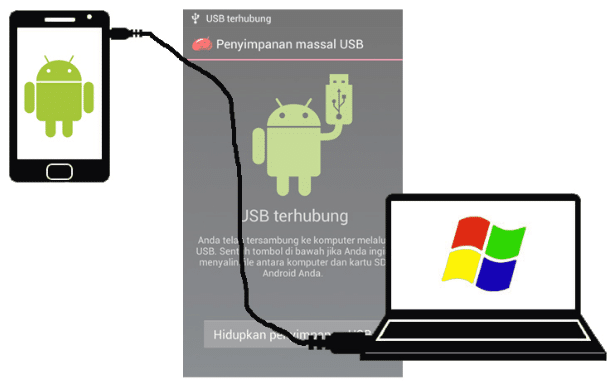 USB terhubung
Penyimpanan massal USB
USB terhubung
Anda telah tersambung ke komputer melalui
USB. Sentuh tombol di bawah jika Anda ingin
menyalin file antara komputer dan kartu SD
Android Anda.
Hidupkan penyimpanan USB